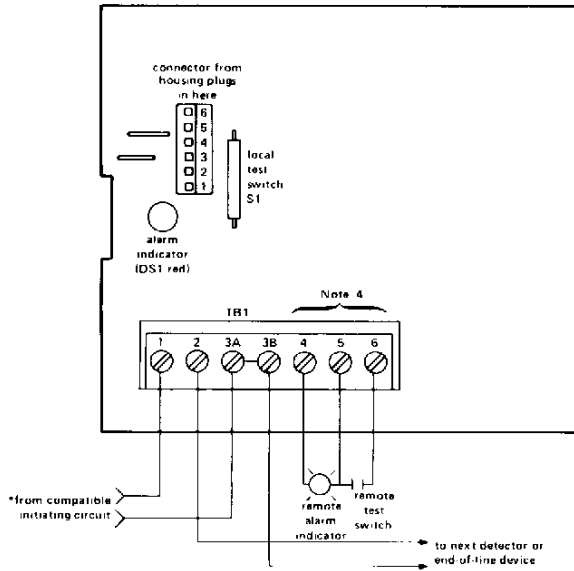 connector from
housing plugs
in here
6
5
4
3
2
1
local
test
switch
S1
alarm
indicator
(DS1 red)
Note 4
TB1
1 2 3A 3B 4 5 6
*from compatible
initiating circuit
remote
alarm
indicator
remote
test
switch
to next detector or
end-of-line device